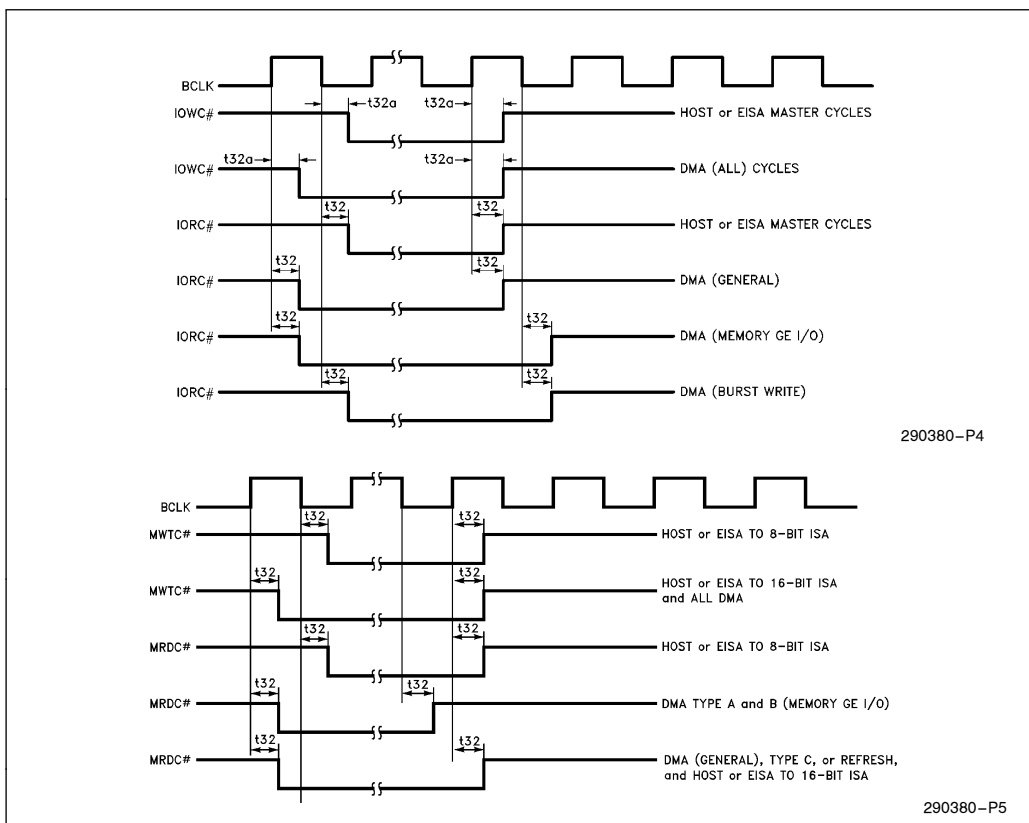 BCLK
t32a t32a
IOWC# HOST or EISA MASTER CYCLES
t32a t32a
IOWC# DMA (ALL) CYCLES
t32 t32
IORC# HOST or EISA MASTER CYCLES
t32 t32
IORC# DMA (GENERAL)
t32 t32
IORC# DMA (MEMORY GE I/O)
t32 t32
IORC# DMA (BURST WRITE)
290380-P4
BCLK
t32 t32
MWTC# HOST or EISA TO 8-BIT ISA
t32 t32
MWTC# HOST or EISA TO 16-BIT ISA
and ALL DMA
t32 t32
MRDC# HOST or EISA TO 8-BIT ISA
t32 t32
MRDC# DMA TYPE A and B (MEMORY GE I/O)
t32 t32
MRDC# DMA (GENERAL), TYPE C, or REFRESH,
and HOST or EISA TO 16-BIT ISA
290380-P5